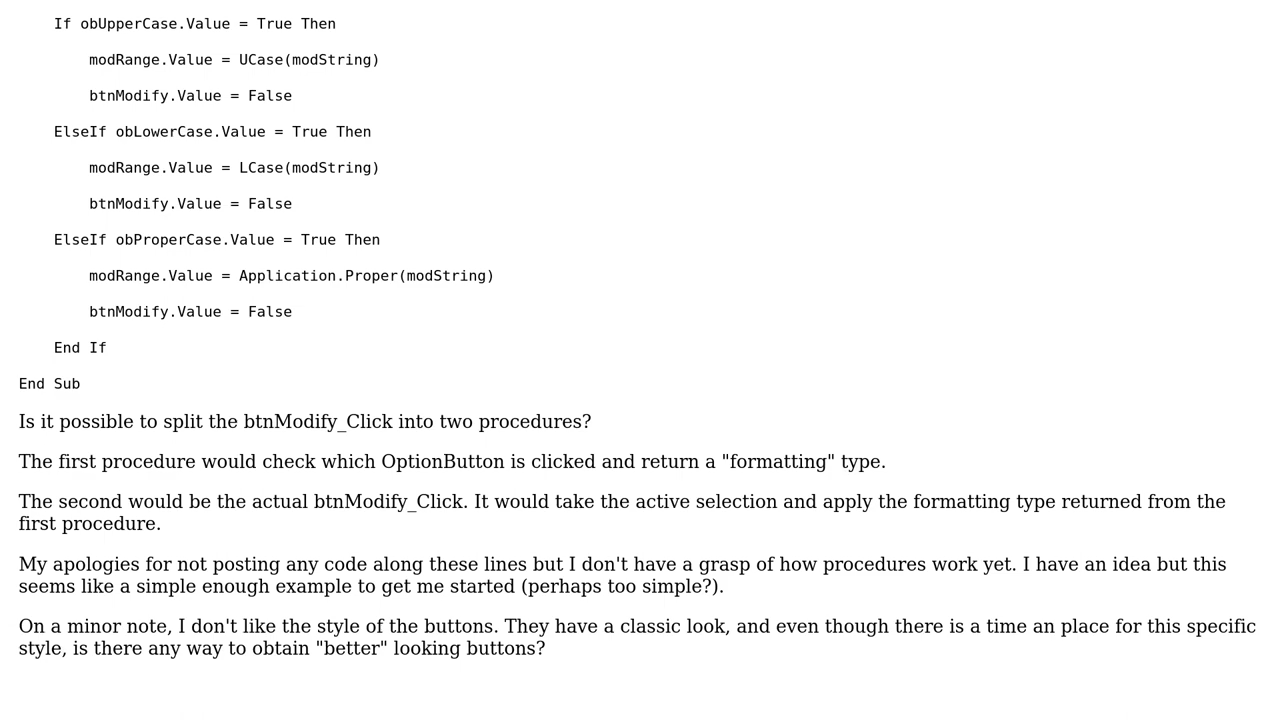 If obUpperCase.Value = True Then
modRange.Value = UCase(modString)
btnModify.Value = False
ElseIf obLowerCase.Value = True Then
modRange.Value = LCase(modString)
btnModify.Value = False
ElseIf obProperCase.Value = True Then
modRange.Value = Application.Proper(modString)
btnModify.Value = False
End If
End Sub
Is it possible to split the btnModify_Click into two procedures?
The first procedure would check which OptionButton is clicked and return a "formatting" type.
The second would be the actual btnModify_Click. It would take the active selection and apply the formatting type returned from the
first procedure.
My apologies for not posting any code along these lines but I don't have a grasp of how procedures work yet. I have an idea but this
seems like a simple enough example to get me started (perhaps too simple?).
On a minor note, I don't like the style of the buttons. They have a classic look, and even though there is a time an place for this specific
style, is there any way to obtain "better" looking buttons?